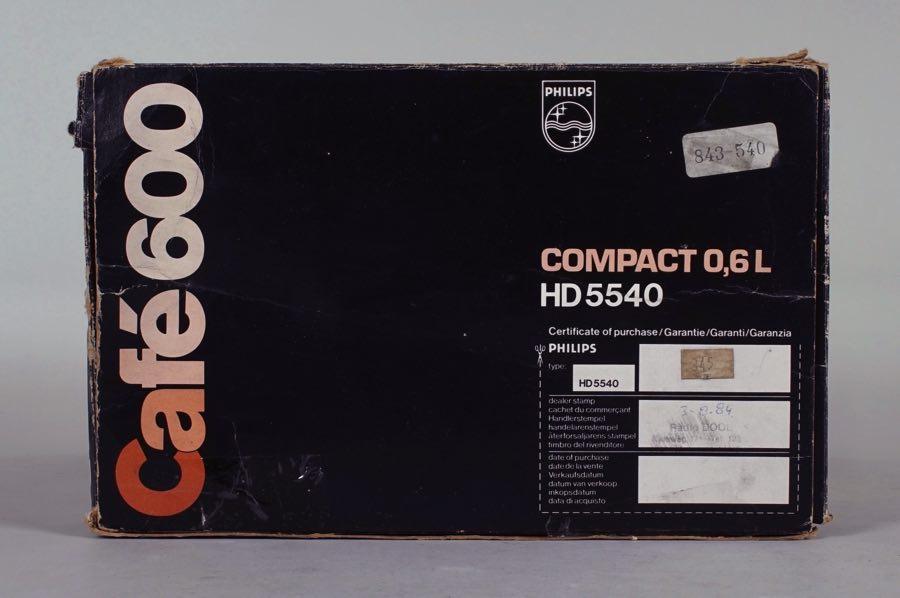 Café 600
PHILIPS
843-540
COMPACT 0,6 L
HD 5540
Certificate of purchase/Garantie/Garanti/Garanzia
PHILIPS
type:
HD 5540
dealer stamp
cachet du commerçant
Händlerstempel
handelarenstempel
återförsäljarens stämpel
timbro del rivenditore
Radio
date of purchase
date de la vente
Verkaufsdatum
datum van verkoop
inkopsdatum
data di acquisto